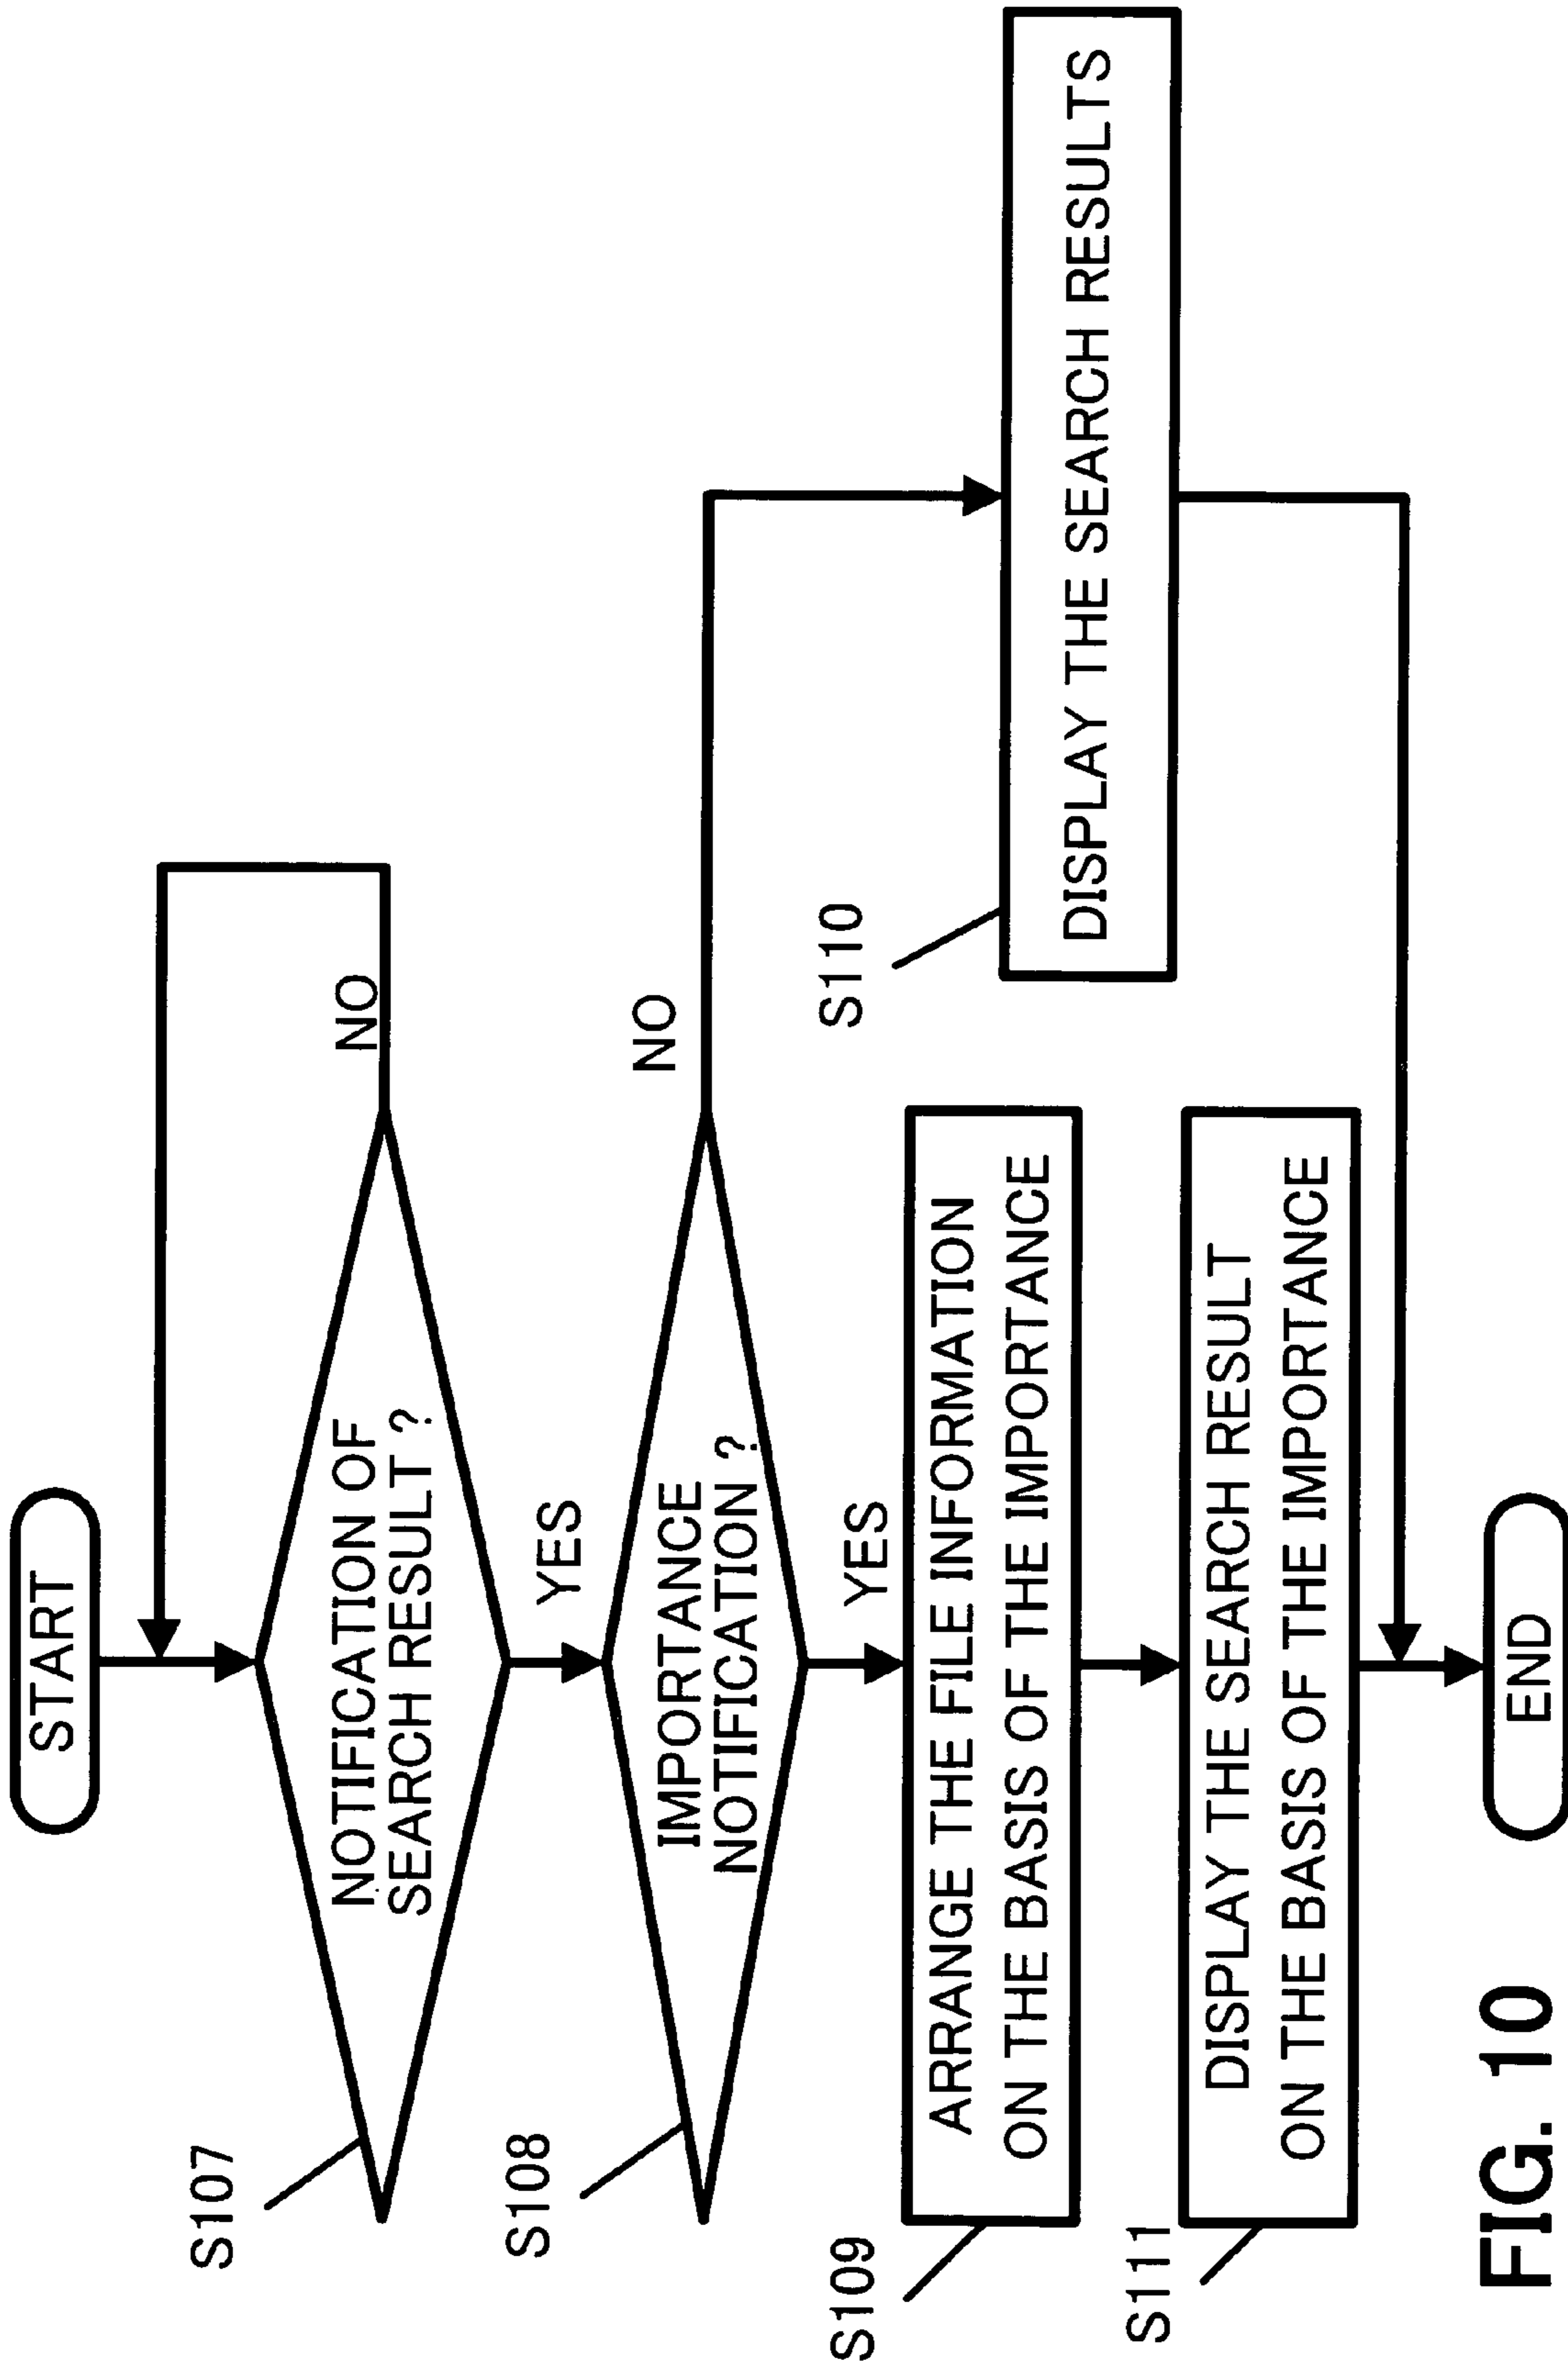 START
S107
NOTIFICATION OF
SEARCH RESULT ?
NO
YES
S108
IMPORTANCE
NOTIFICATION ?
NO
YES
S109
ARRANGE THE FILE INFORMATION
ON THE BASIS OF THE IMPORTANCE
S110
DISPLAY THE SEARCH RESULTS
S111
DISPLAY THE SEARCH RESULT
ON THE BASIS OF THE IMPORTANCE
END
FIG. 10